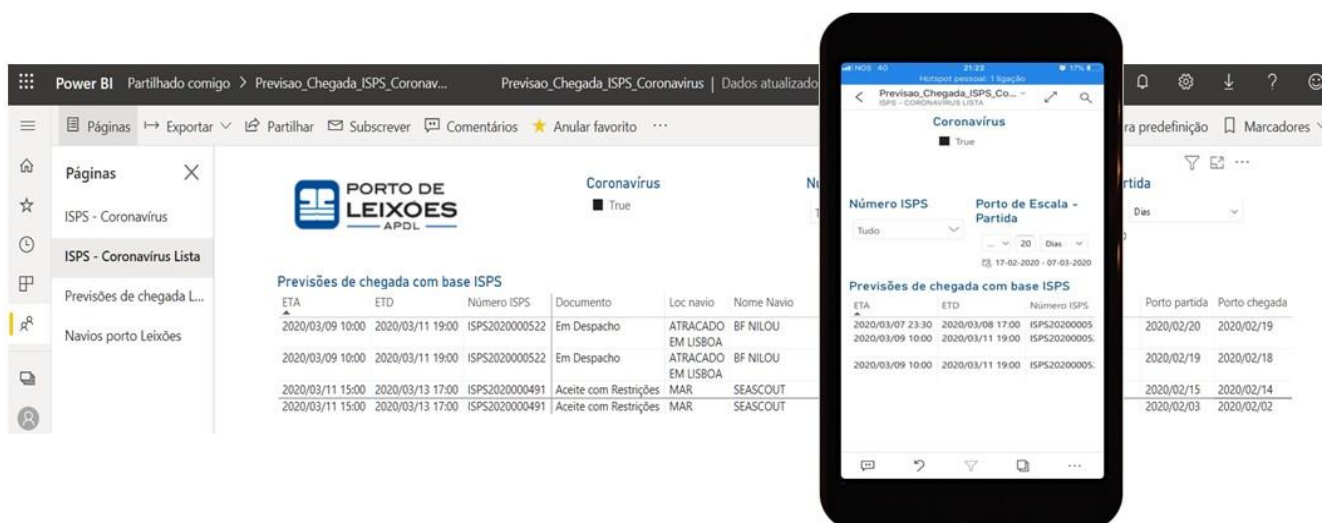 Power BI Partilhado comigo > Previsao_Chegada_ISPS_Coronav... Previsao_Chegada_ISPS_Coronavirus | Dados atualizado
Páginas Exportar Partilhar Subscrever Comentários Anular favorito ... ra predefinição Marcadores
Páginas
ISPS - Coronavírus
ISPS - Coronavírus Lista
Previsões de chegada L...
Navios porto Leixões
PORTO DE
LEIXÕES
APDL
Coronavírus
True
Nú
rtida
Dias
Previsões de chegada com base ISPS
ETA ETD Número ISPS Documento Loc navio Nome Navio Porto partida Porto chegada
2020/03/09 10:00 2020/03/11 19:00 ISPS2020000522 Em Despacho ATRACADO BF NILOU 2020/02/20 2020/02/19
EM LISBOA
2020/03/09 10:00 2020/03/11 19:00 ISPS2020000522 Em Despacho ATRACADO BF NILOU 2020/02/19 2020/02/18
EM LISBOA
2020/03/11 15:00 2020/03/13 17:00 ISPS2020000491 Aceite com Restrições MAR SEASCOUT 2020/02/15 2020/02/14
2020/03/11 15:00 2020/03/13 17:00 ISPS2020000491 Aceite com Restrições MAR SEASCOUT 2020/02/03 2020/02/02
NOS 4G 21:22 17%
Hotspot pessoal: 1 ligação
Previsao_Chegada_ISPS_Co...
ISPS - CORONAVÍRUS LISTA
Coronavírus
True
Número ISPS
Tudo
Porto de Escala -
Partida
... 20 Dias
17-02-2020 - 07-03-2020
Previsões de chegada com base ISPS
ETA ETD Número ISPS
2020/03/07 23:30 2020/03/08 17:00 ISPS20200005
2020/03/09 10:00 2020/03/11 19:00 ISPS20200005.
2020/03/09 10:00 2020/03/11 19:00 ISPS20200005.